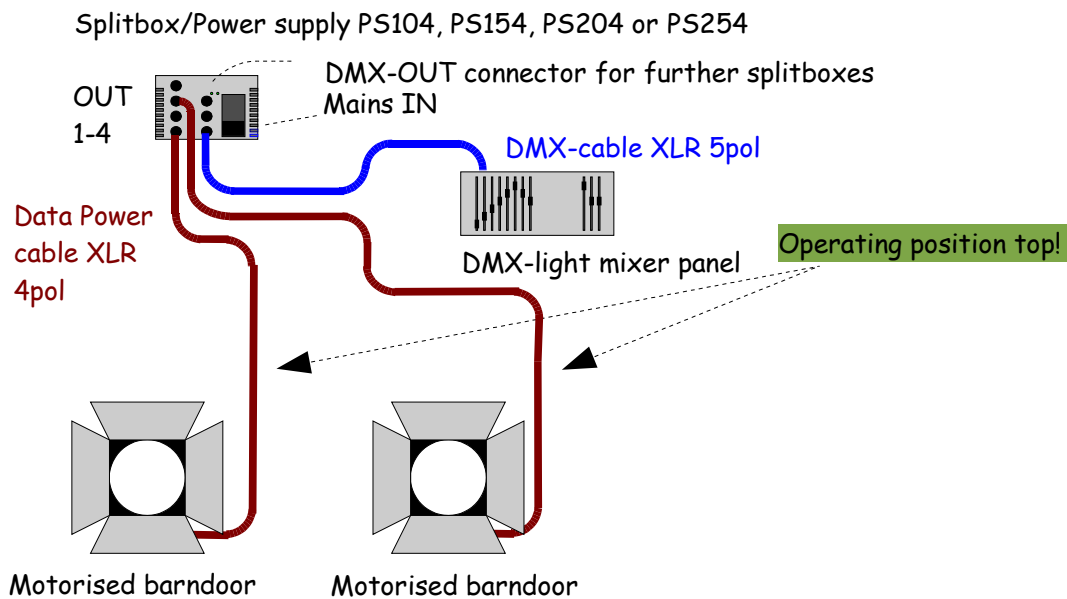 Splitbox/Power supply PS104, PS154, PS204 or PS254
DMX-OUT connector for further splitboxes
Mains IN
OUT
1-4
DMX-cable XLR 5pol
Data Power
cable XLR
4pol
Operating position top!
DMX-light mixer panel
Motorised barndoor
Motorised barndoor